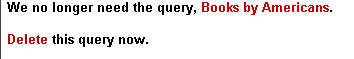 We no longer need the query, Books by Americans.
Delete this query now.